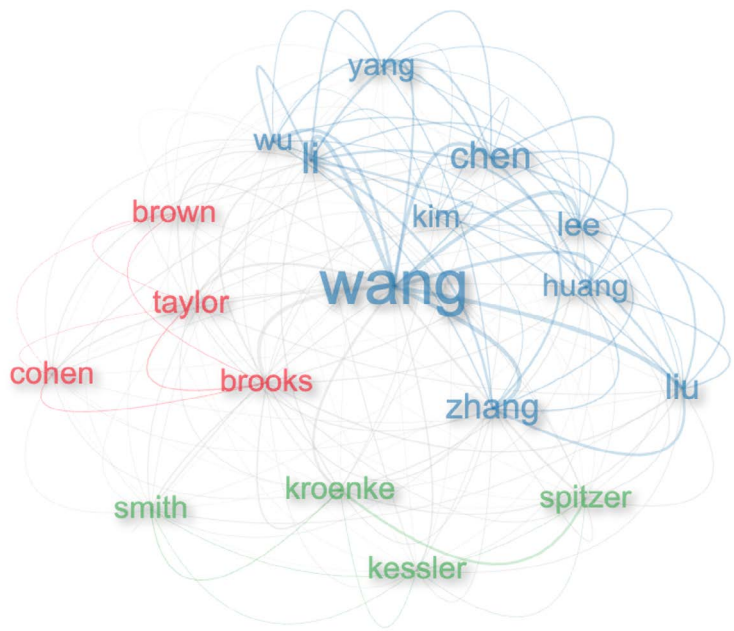 yang
wu
li
chen
brown
kim
lee
wang
huang
taylor
cohen
brooks
liu
zhang
smith
kroenke
spitzer
kessler